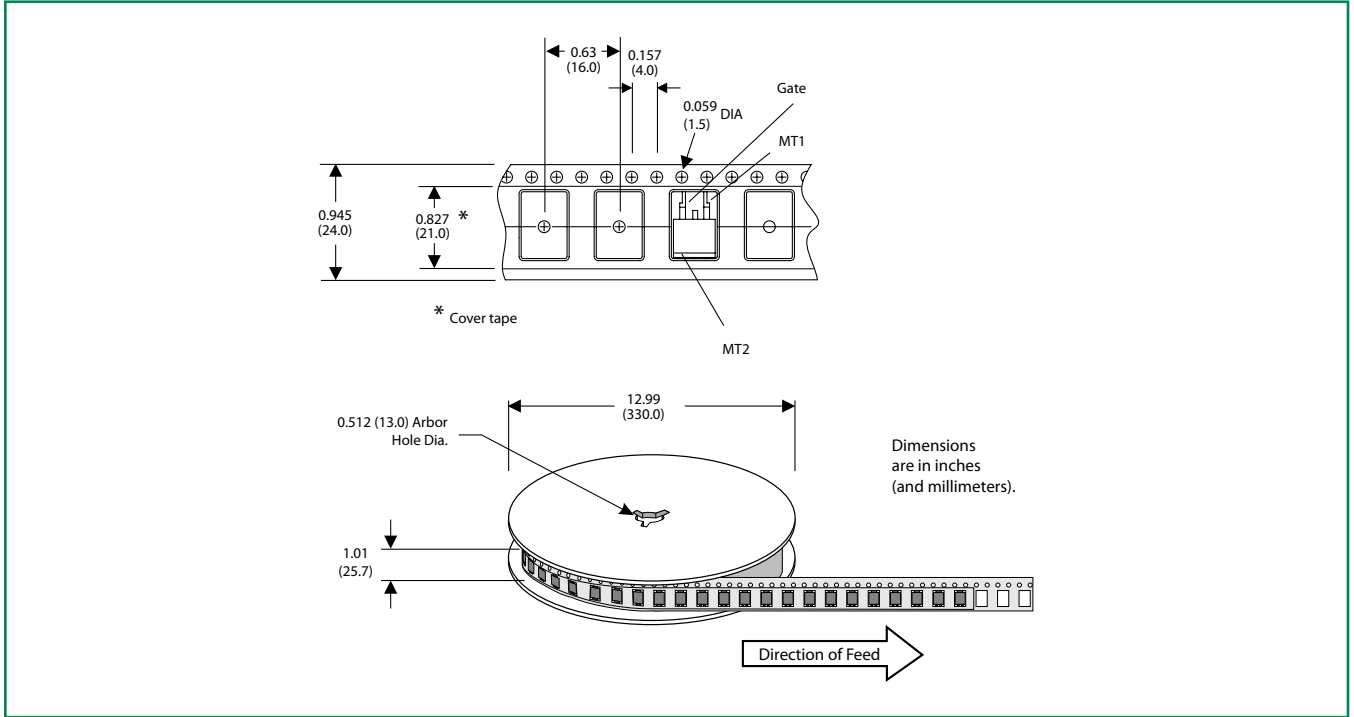 0.63
(16.0)
0.157
(4.0)
0.059 DIA
(1.5)
Gate
MT1
0.945
(24.0)
0.827 *
(21.0)
* Cover tape
MT2
12.99
(330.0)
0.512 (13.0) Arbor
Hole Dia.
Dimensions
are in inches
(and millimeters).
1.01
(25.7)
Direction of Feed